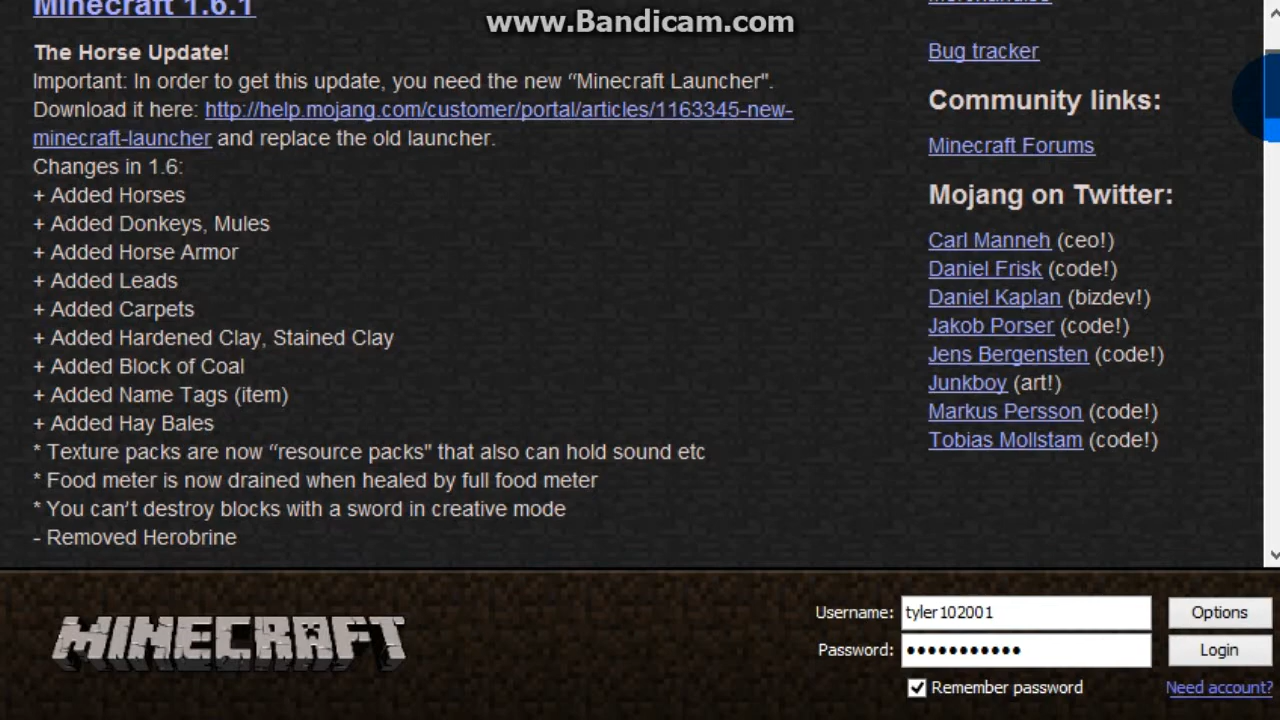 Minecraft 1.6.1
www.Bandicam.com
The Horse Update!
Important: In order to get this update, you need the new “Minecraft Launcher".
Download it here: http://help.mojang.com/customer/portal/articles/1163345-new-
minecraft-launcher and replace the old launcher.
Changes in 1.6:
+ Added Horses
+ Added Donkeys, Mules
+ Added Horse Armor
+ Added Leads
+ Added Carpets
+ Added Hardened Clay, Stained Clay
+ Added Block of Coal
+ Added Name Tags (item)
+ Added Hay Bales
* Texture packs are now “resource packs" that also can hold sound etc
* Food meter is now drained when healed by full food meter
* You can’t destroy blocks with a sword in creative mode
- Removed Herobrine
Merchandise
Bug tracker
Community links:
Minecraft Forums
Mojang on Twitter:
Carl Manneh (ceo!)
Daniel Frisk (code!)
Daniel Kaplan (bizdev!)
Jakob Porser (code!)
Jens Bergensten (code!)
Junkboy (art!)
Markus Persson (code!)
Tobias Mollstam (code!)
MINECRAFT
Username: tyler102001
Options
Password: •••••••••••
Login
Remember password
Need account?